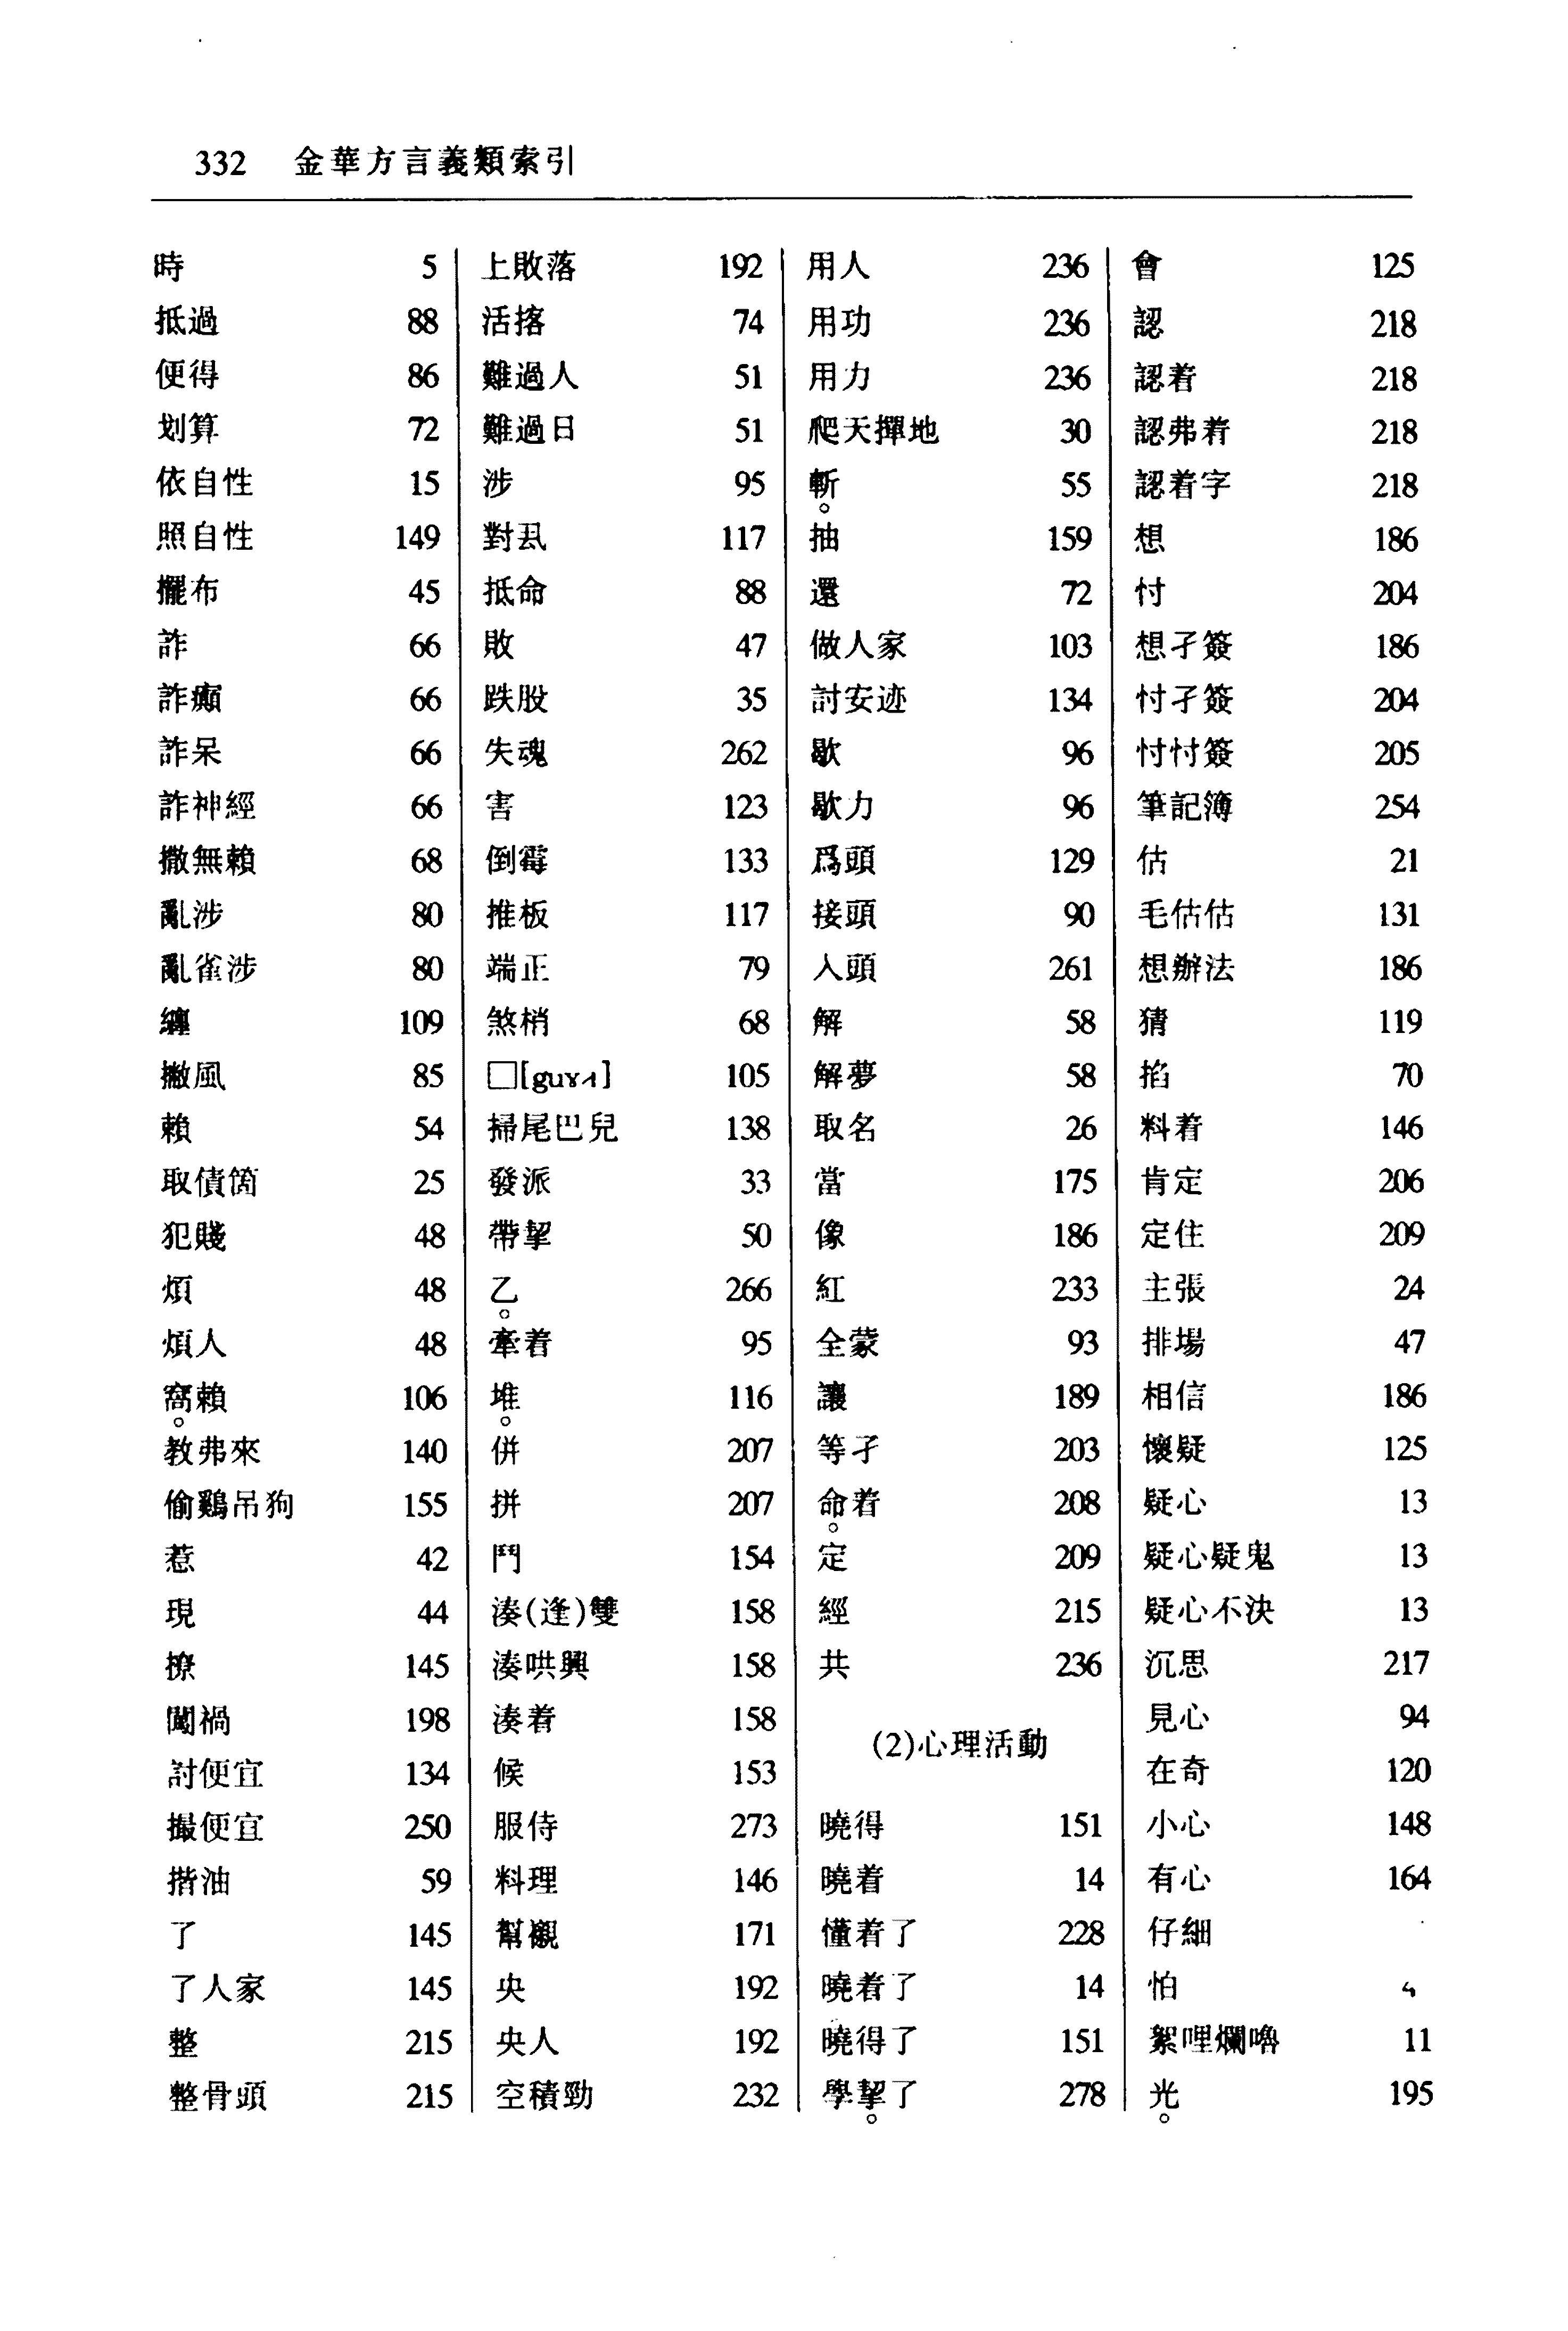 332 金華方言義類索引
時 5
抵過 88
便得 86
划算 72
依自性 15
照自性 149
擺布 45
詐 66
詐癲 66
詐呆 66
詐神經 66
撒無賴 68
亂涉 80
亂雀涉 80
纏 109
撇風 85
賴 54
取債箇 25
犯賤 48
煩 48
煩人 48
窩。賴 106
教弗來 140
偷鷄吊狗 155
惹 42
現 44
撩 145
闖禍 198
討便宜 134
撮便宜 250
揩油 59
了 145
了人家 145
整 215
整骨頭 215
上敗落 192
活撘 74
難過人 51
難過日 51
涉 95
對厾 117
抵命 88
敗 47
跌股 35
失魂 262
害 123
倒霉 133
推板 117
端正 79
煞梢 68
□[guɤ˧˥] 105
掃尾巴兒 138
發派 33
帶挈 50
乙。 266
牽着 95
堆。 116
併 207
拼 207
鬥 154
湊(逢)雙 158
湊哄興 158
湊着 158
候 153
服侍 273
料理 146
幫襯 171
央 192
央人 192
空積勁 232
用人 236
用功 236
用力 236
爬天撣地 30
斬。 55
抽 159
還 72
做人家 103
討安迹 134
歇 96
歇力 96
爲頭 129
接頭 90
入頭 261
解 58
解夢 58
取名 26
當 175
像 186
紅 233
全蒙 93
讓 189
等孑 203
命。着 208
定 209
經 215
共 236
(2)心理活動
曉得 151
曉着 14
懂着了 228
曉着了 14
曉得了 151
學挈。了 278
會 125
認 218
認着 218
認弗着 218
認着字 218
想 186
忖 204
想孑簽 186
忖孑簽 204
忖忖簽 205
筆記簿 254
估 21
毛估估 131
想辦法 186
猜 119
掐 70
料着 146
肯定 206
定住 209
主張 24
排場 47
相信 186
懷疑 125
疑心 13
疑心疑鬼 13
疑心不決 13
沉思 217
見心 94
在奇 120
小心 148
有心 164
仔細
怕
絮哩爛嚕 11
光。 195